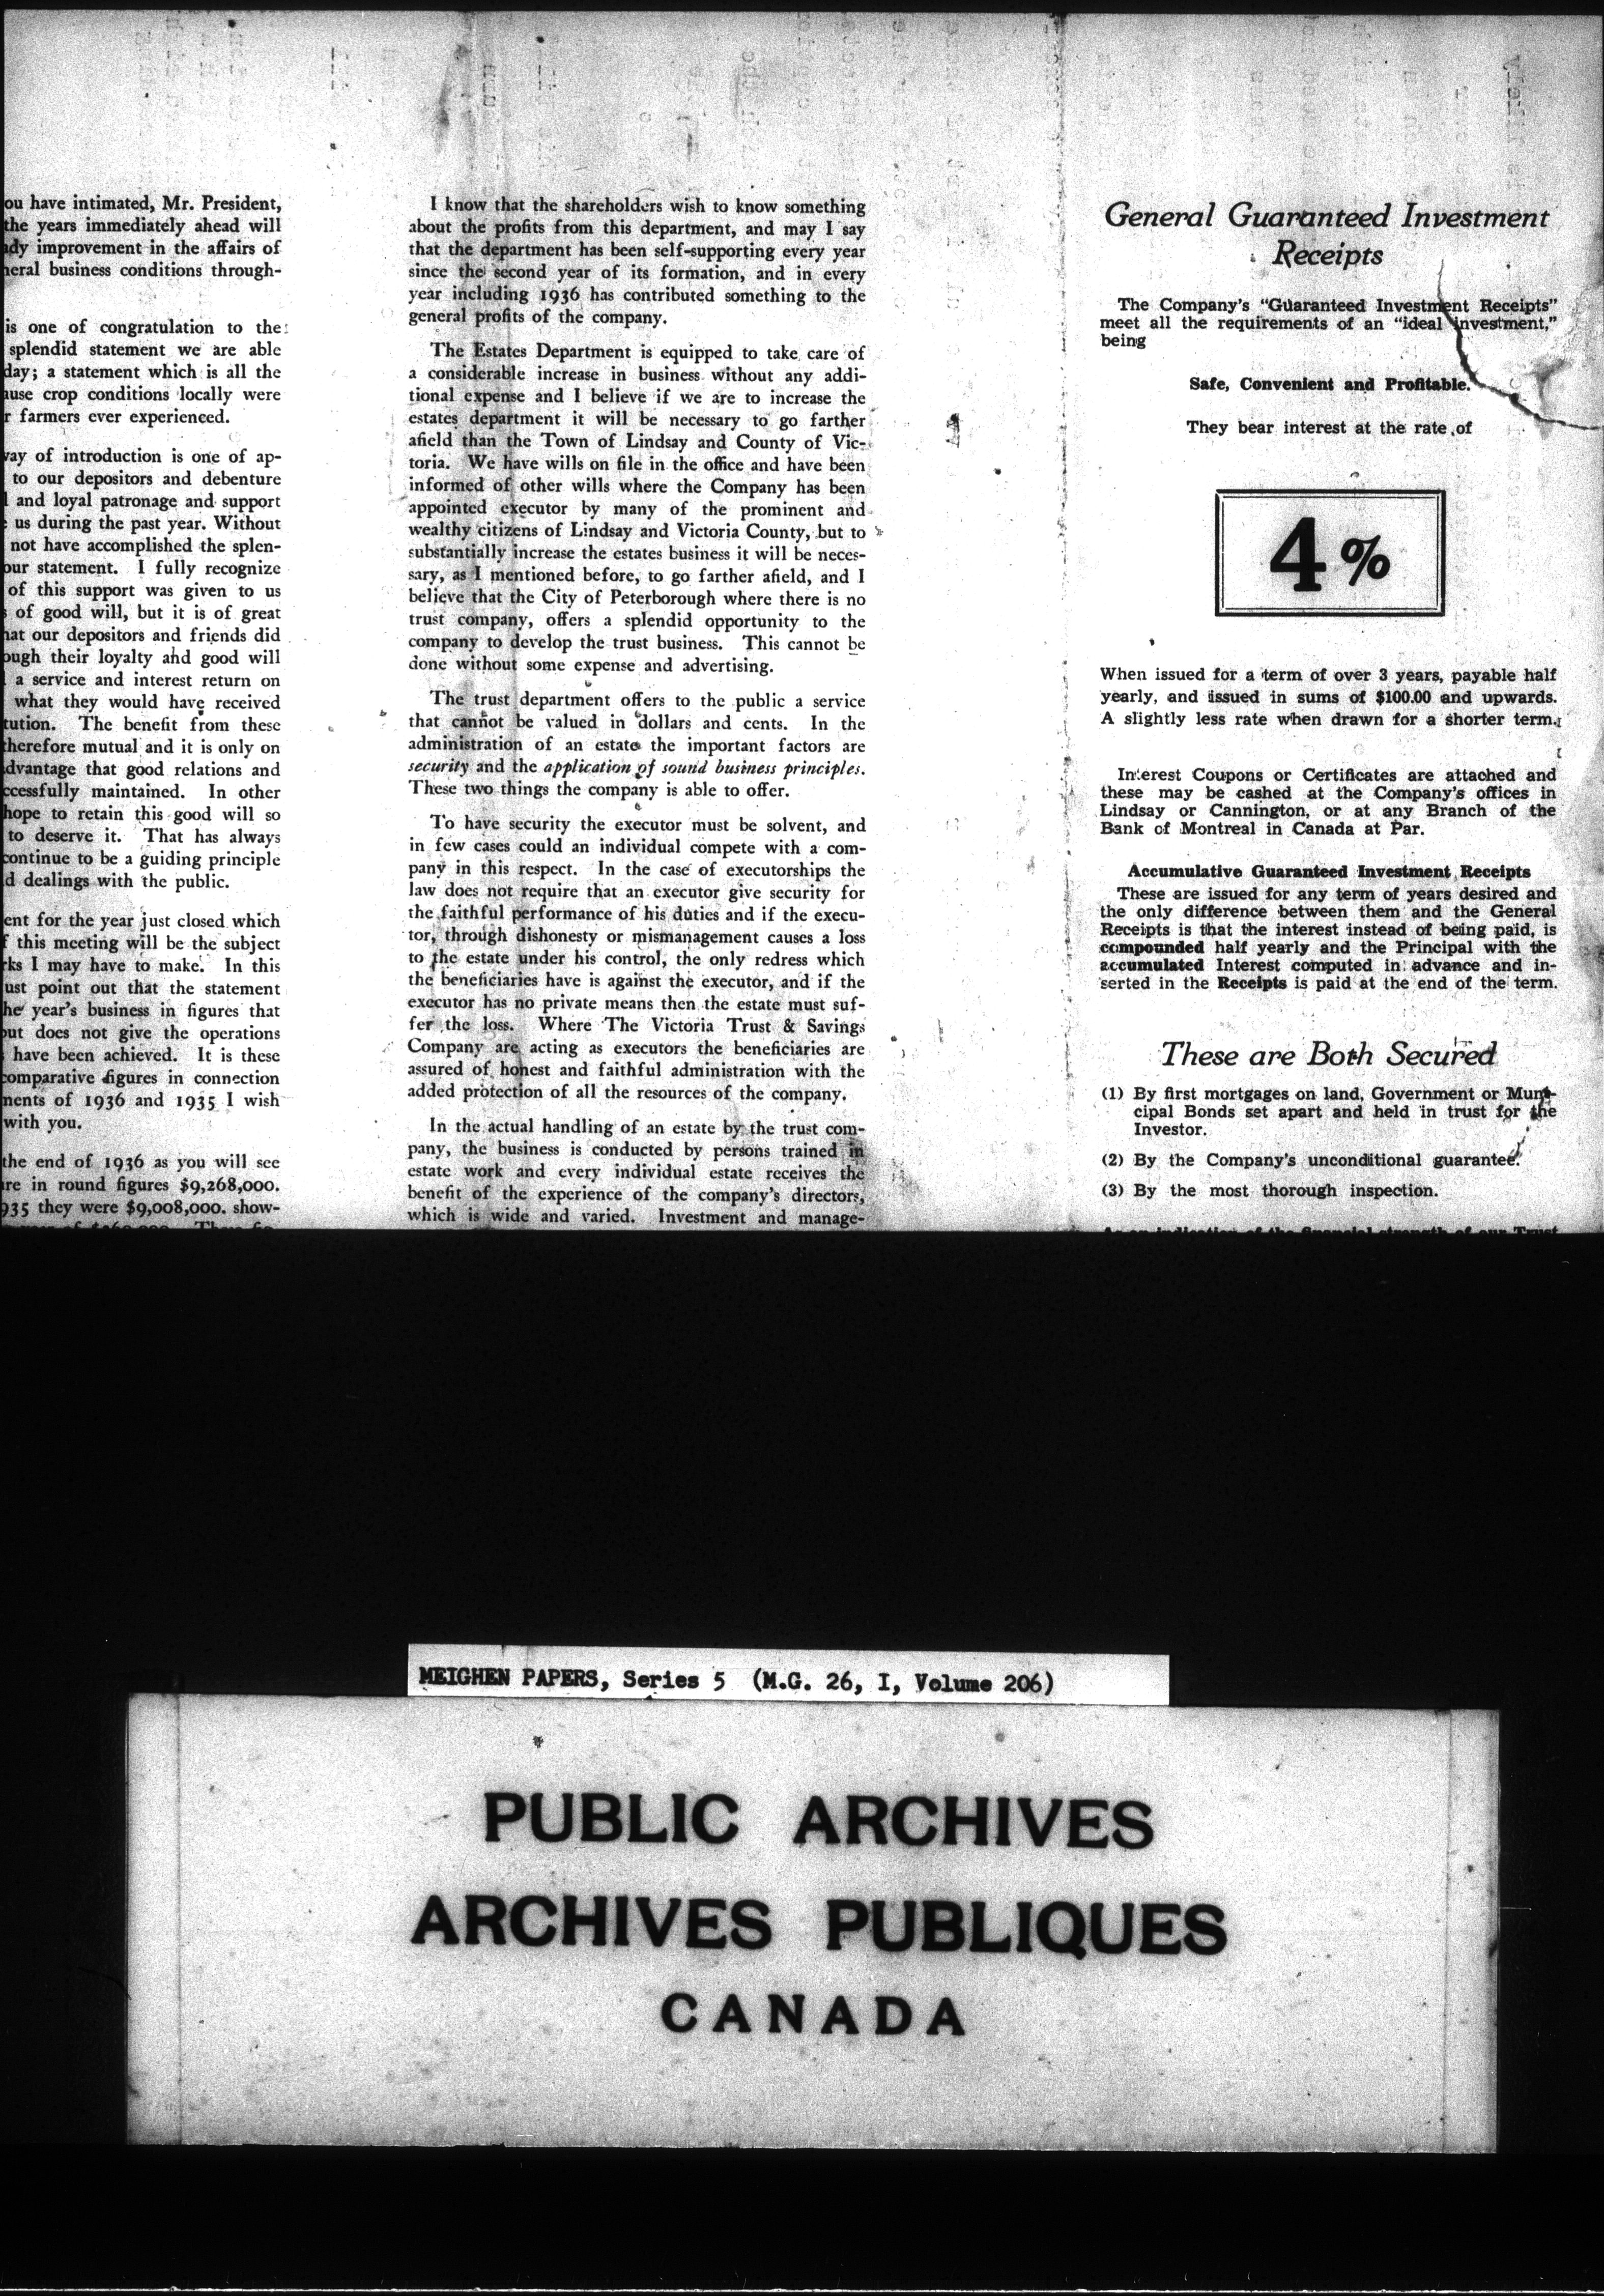 ou have intimated, Mr. President,
the years immediately ahead will
dy improvement in the affairs of
neral business conditions through-
is one of congratulation to the
splendid statement we are able
day; a statement which is all the
ause crop conditions locally were
r farmers ever experienced.
way of introduction is one of ap-
to our depositors and debenture
and loyal patronage and support
us during the past year. Without
not have accomplished the splen-
our statement. I fully recognize
of this support was given to us
of good will, but it is of great
hat our depositors and friends did
ough their loyalty and good will
a service and interest return on
what they would have received
tution. The benefit from these
therefore mutual and it is only on
dvantage that good relations and
ccessfully maintained. In other
hope to retain this good will so
to deserve it. That has always
continue to be a guiding principle
d dealings with the public.
ent for the year just closed which
f this meeting will be the subject
rks I may have to make. In this
ust point out that the statement
he year's business in figures that
but does not give the operations
have been achieved. It is these
comparative figures in connection
ments of 1936 and 1935 I wish
with you.
the end of 1936 as you will see
re in round figures $9,268,000.
935 they were $9,008,000. show-
I know that the shareholders wish to know something
about the profits from this department, and may I say
that the department has been self-supporting every year
since the second year of its formation, and in every
year including 1936 has contributed something to the
general profits of the company.
The Estates Department is equipped to take care of
a considerable increase in business without any addi-
tional expense and I believe if we are to increase the
estates department it will be necessary to go farther
afield than the Town of Lindsay and County of Vic-
toria. We have wills on file in the office and have been
informed of other wills where the Company has been
appointed executor by many of the prominent and
wealthy citizens of Lindsay and Victoria County, but to
substantially increase the estates business it will be neces-
sary, as I mentioned before, to go farther afield, and I
believe that the City of Peterborough where there is no
trust company, offers a splendid opportunity to the
company to develop the trust business. This cannot be
done without some expense and advertising.
The trust department offers to the public a service
that cannot be valued in dollars and cents. In the
administration of an estate the important factors are
security and the application of sound business principles.
These two things the company is able to offer.
To have security the executor must be solvent, and
in few cases could an individual compete with a com-
pany in this respect. In the case of executorships the
law does not require that an executor give security for
the faithful performance of his duties and if the execu-
tor, through dishonesty or mismanagement causes a loss
to the estate under his control, the only redress which
the beneficiaries have is against the executor, and if the
executor has no private means then the estate must suf-
fer the loss. Where The Victoria Trust & Savings
Company are acting as executors the beneficiaries are
assured of honest and faithful administration with the
added protection of all the resources of the company.
In the actual handling of an estate by the trust com-
pany, the business is conducted by persons trained in
estate work and every individual estate receives the
benefit of the experience of the company's directors,
which is wide and varied. Investment and manage-
General Guaranteed Investment
Receipts
The Company's "Guaranteed Investment Receipts"
meet all the requirements of an "ideal investment,"
being
Safe, Convenient and Profitable.
They bear interest at the rate of
4%
When issued for a term of over 3 years, payable half
yearly, and issued in sums of $100.00 and upwards.
A slightly less rate when drawn for a shorter term.
Interest Coupons or Certificates are attached and
these may be cashed at the Company's offices in
Lindsay or Cannington, or at any Branch of the
Bank of Montreal in Canada at Par.
Accumulative Guaranteed Investment Receipts
These are issued for any term of years desired and
the only difference between them and the General
Receipts is that the interest instead of being paid, is
compounded half yearly and the Principal with the
accumulated Interest computed in advance and in-
serted in the Receipts is paid at the end of the term.
These are Both Secured
(1) By first mortgages on land, Government or Muni-
cipal Bonds set apart and held in trust for the
Investor.
(2) By the Company's unconditional guarantee.
(3) By the most thorough inspection.
As an indication of the financial strength of our Trust
MEIGHEN PAPERS, Series 5 (M.G. 26, I, Volume 206)
PUBLIC ARCHIVES
ARCHIVES PUBLIQUES
CANADA